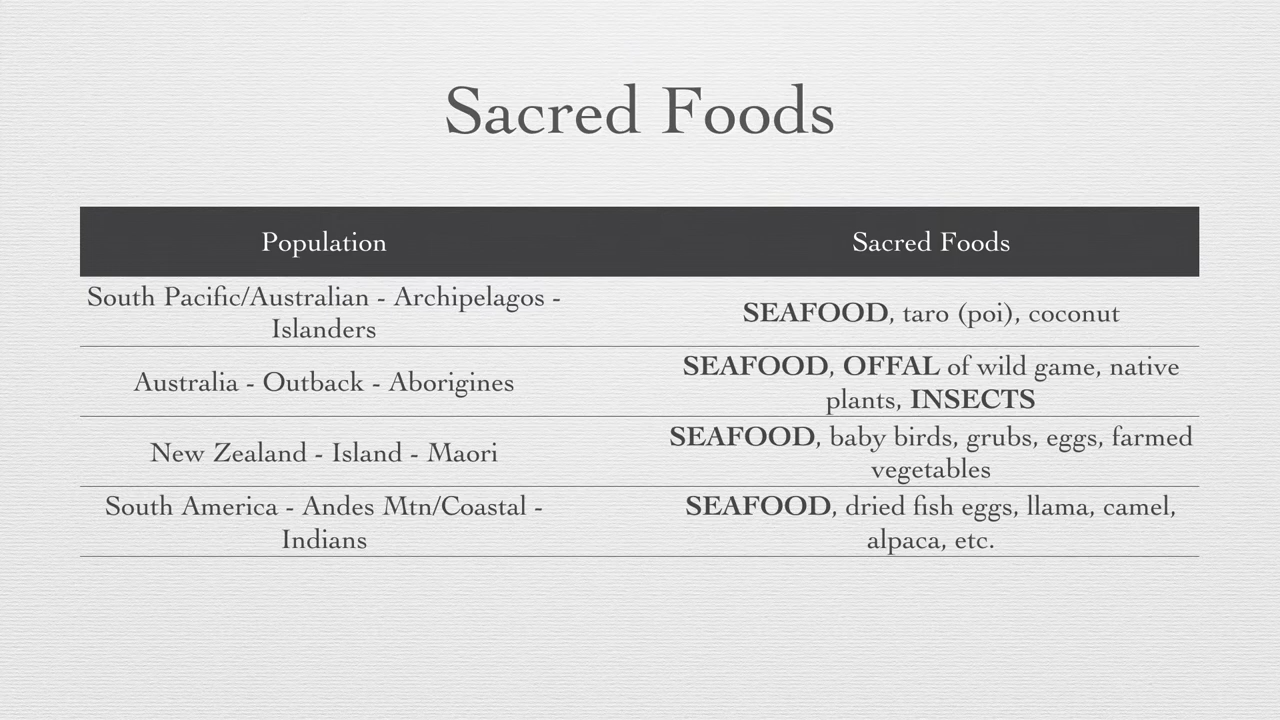 Sacred Foods
Population
Sacred Foods
South Pacific/Australian - Archipelagos -
Islanders
SEAFOOD, taro (poi), coconut
Australia - Outback - Aborigines
SEAFOOD, OFFAL of wild game, native
plants, INSECTS
New Zealand - Island - Maori
SEAFOOD, baby birds, grubs, eggs, farmed
vegetables
South America - Andes Mtn/Coastal -
Indians
SEAFOOD, dried fish eggs, llama, camel,
alpaca, etc.